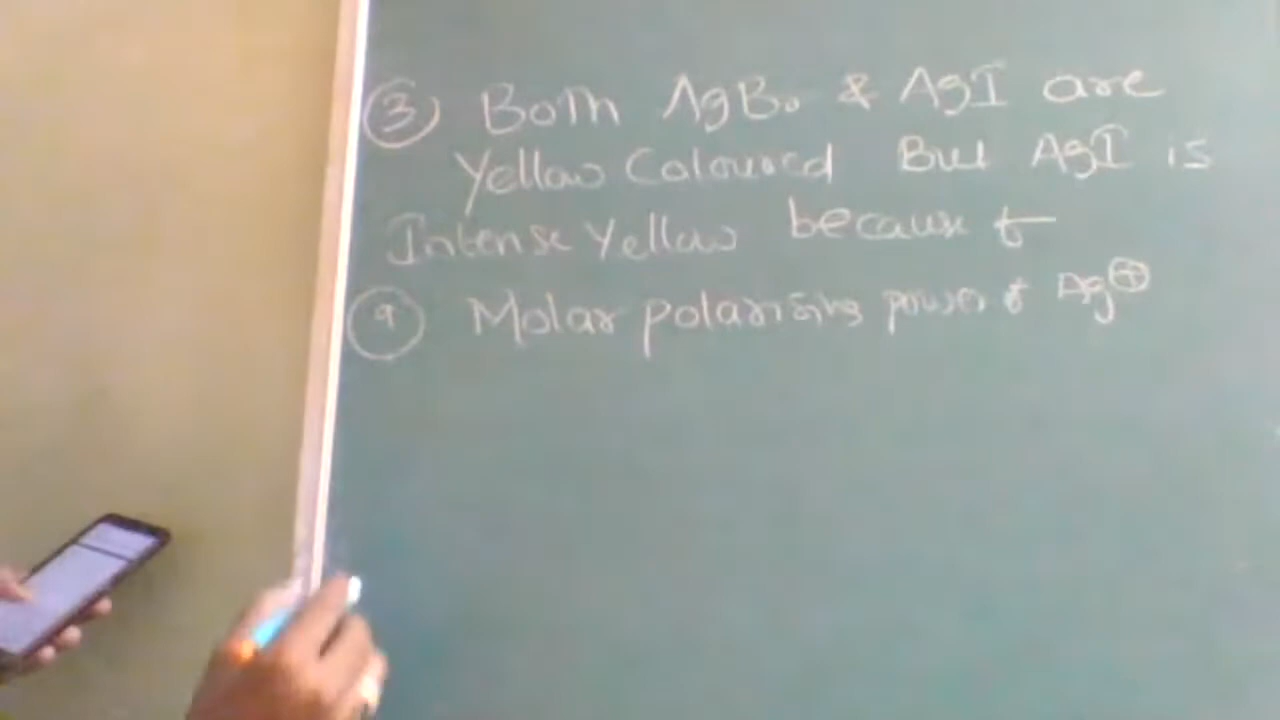 ③ Both AgBr & AgI are
Yellow Coloured But AgI is
Intense Yellow because of
Molar polarising power of Ag⊕